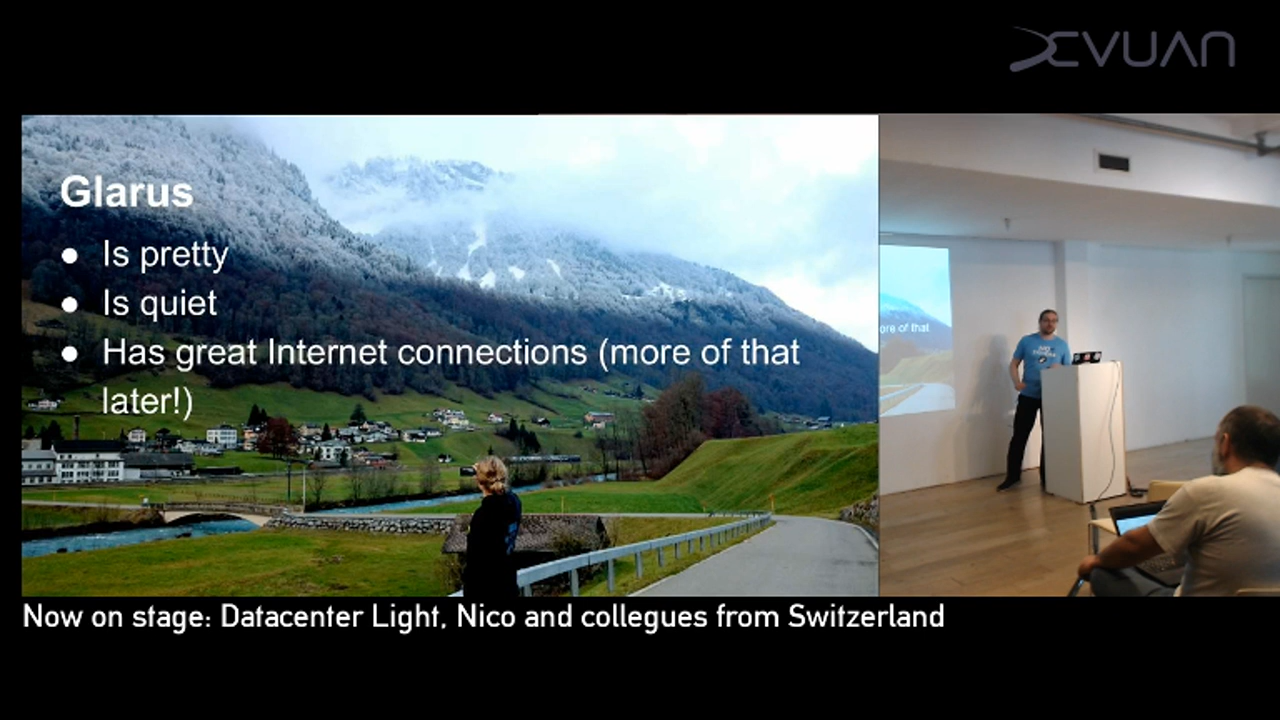 DEVUAN
Glarus
● Is pretty
● Is quiet
● Has great Internet connections (more of that
later!)
ore of that
Now on stage: Datacenter Light, Nico and collegues from Switzerland